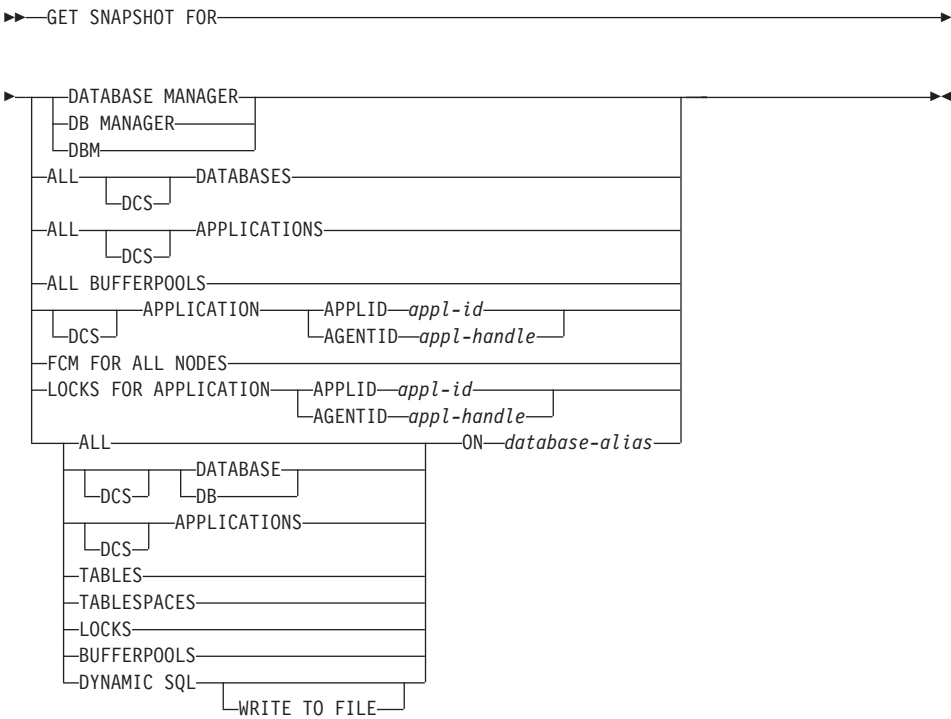 GET SNAPSHOT FOR
DATABASE MANAGER
DB MANAGER
DBM
ALL DATABASES
DCS
ALL APPLICATIONS
DCS
ALL BUFFERPOOLS
APPLICATION APPLID appl-id
DCS AGENTID appl-handle
FCM FOR ALL NODES
LOCKS FOR APPLICATION APPLID appl-id
AGENTID appl-handle
ALL ON database-alias
DATABASE
DCS DB
APPLICATIONS
DCS
TABLES
TABLESPACES
LOCKS
BUFFERPOOLS
DYNAMIC SQL
WRITE TO FILE